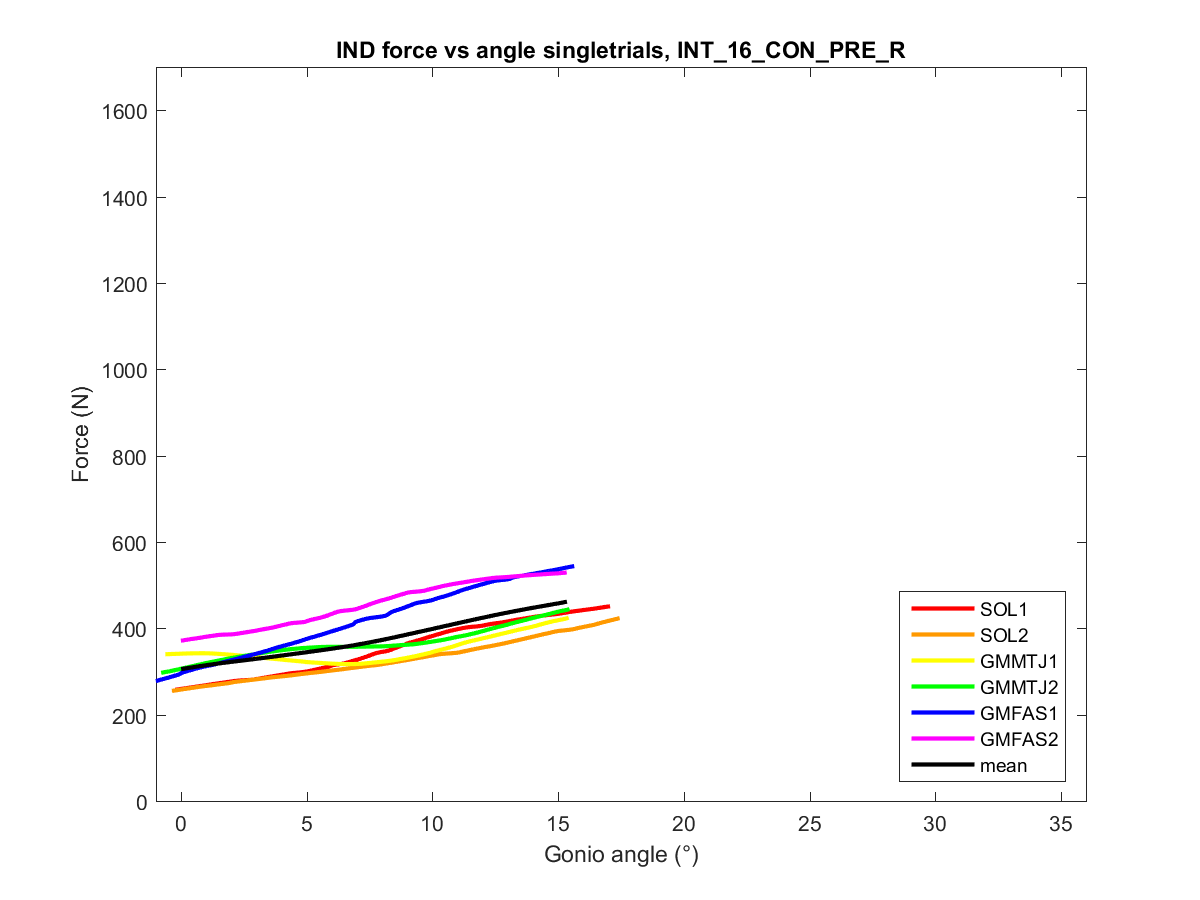 IND force vs angle singletrials, INT_16_CON_PRE_R
1600
1400
1200
1000
800
600
400
200
0
Force (N)
0 5 10 15 20 25 30 35
Gonio angle (°)
SOL1
SOL2
GMMTJ1
GMMTJ2
GMFAS1
GMFAS2
mean